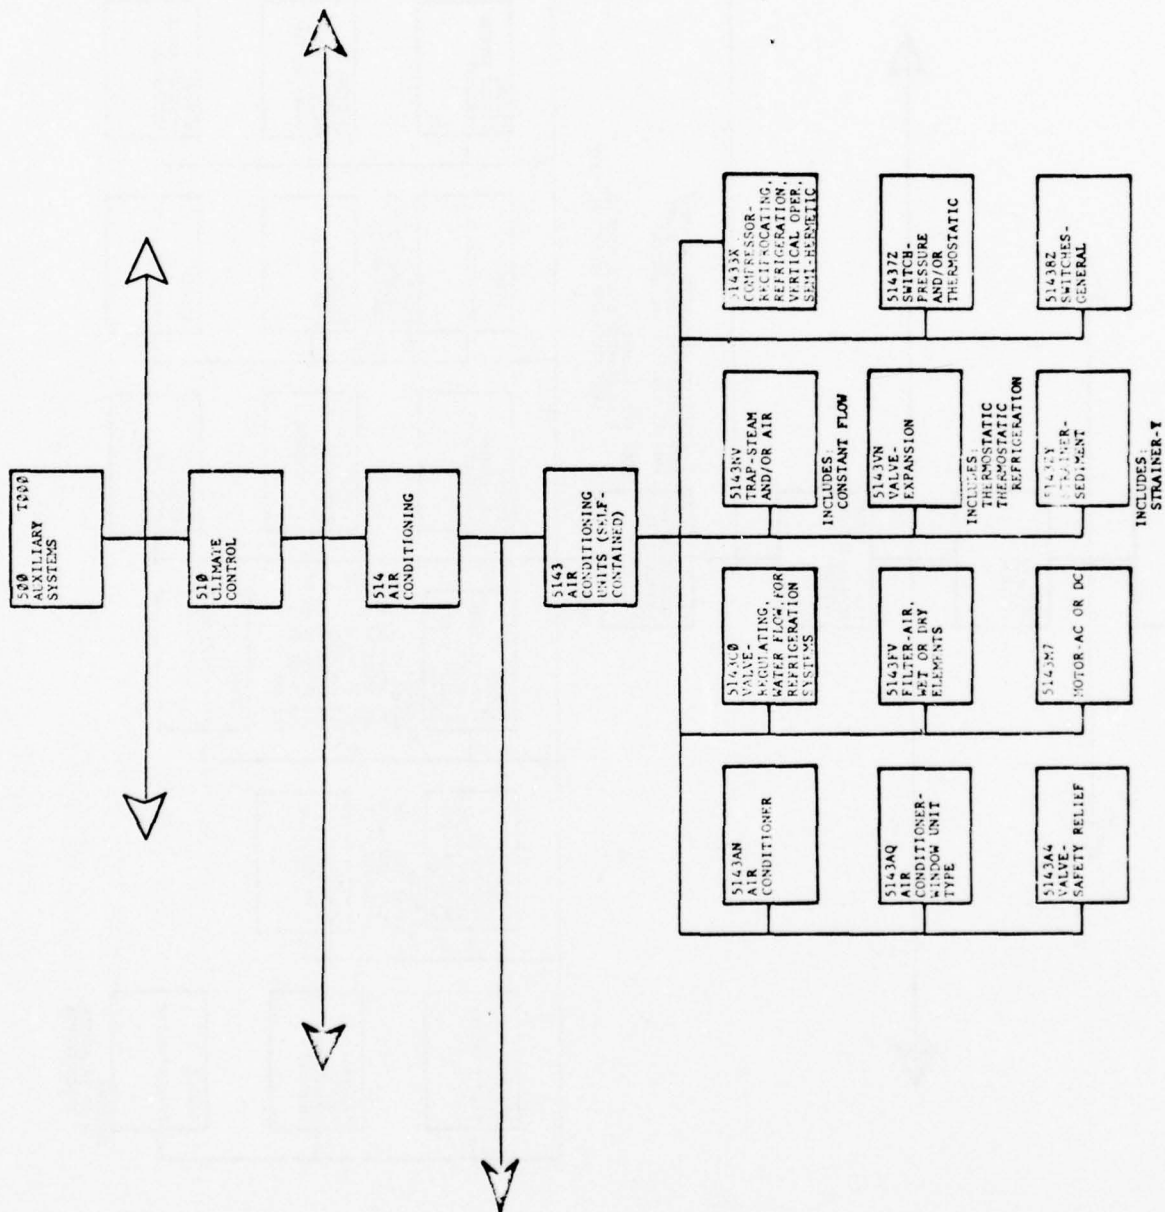 500 T000
AUXILIARY
SYSTEMS
510
CLIMATE
CONTROL
514
AIR
CONDITIONING
5143
AIR
CONDITIONING
UNITS (SELF-
CONTAINED)
5143AN
AIR
CONDITIONER
5143C0
VALVE-
REGULATING,
WATER FLOW, FOR
REFRIGERATION
SYSTEMS
TRAP-STEAM
AND/OR AIR
INCLUDES:
CONSTANT FLOW
51433X
COMPRESSOR-
RECIPROCATING,
REFRIGERATION,
VERTICAL OPER,
SEMI-HERMETIC
5143AQ
AIR
CONDITIONER-
WINDOW UNIT
TYPE
5143FV
FILTER-AIR,
WET OR DRY
ELEMENTS
5143VN
VALVE-
EXPANSION
INCLUDES:
THERMOSTATIC
THERMOSTATIC
REFRIGERATION
51437Z
SWITCH-
PRESSURE
AND/OR
THERMOSTATIC
5143A4
VALVE-
SAFETY RELIEF
5143M7
MOTOR-AC OR DC
STRAINER-
SEDIMENT
INCLUDES:
STRAINER-Y
51438Z
SWITCHES-
GENERAL